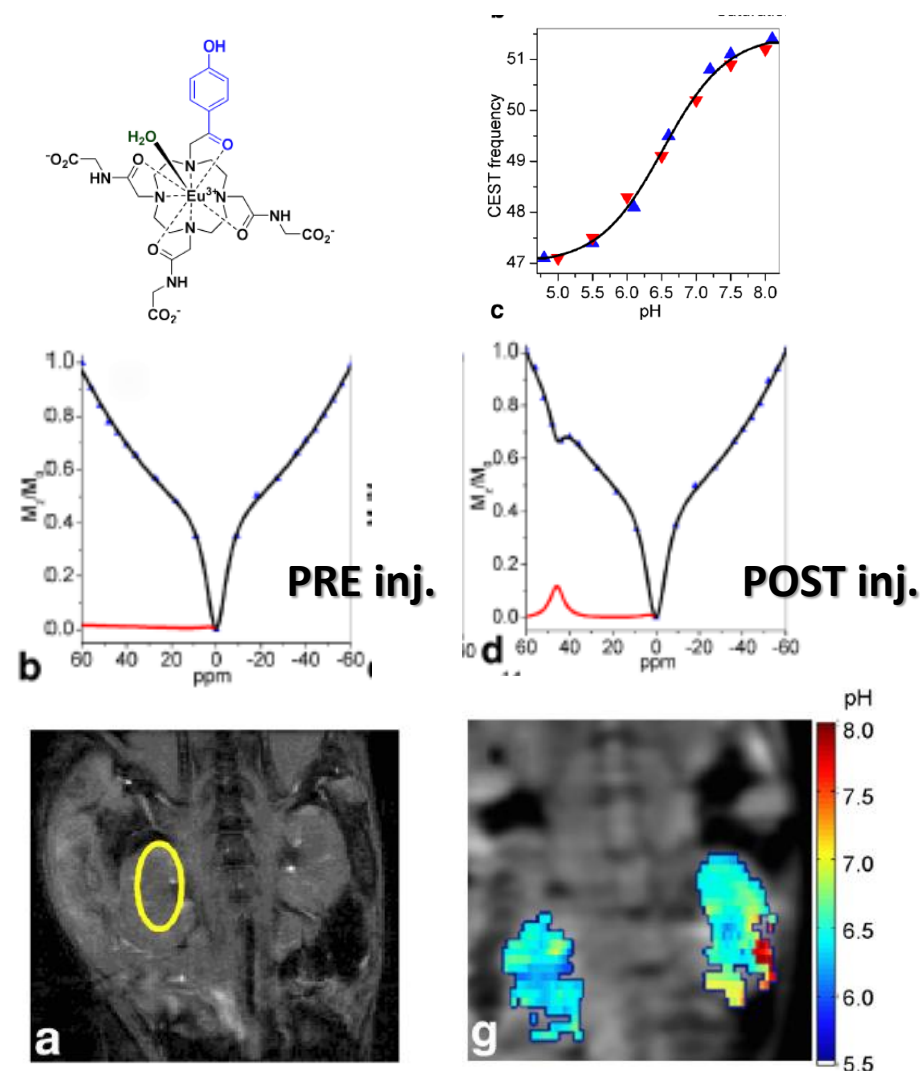 OH
O
H₂O
⁻O₂C
O
HN
N
N
Eu³⁺
N
N
O
O
NH
CO₂⁻
NH
CO₂⁻
CEST frequency
51
50
49
48
47
5.0 5.5 6.0 6.5 7.0 7.5 8.0
pH
c
M_z/M_0
1.0
0.8
0.6
0.4
0.2
0.0
60 40 20 0 -20 -40 -60
ppm
b
PRE inj.
M_z/M_0
1.0
0.8
0.6
0.4
0.2
0.0
60 40 20 0 -20 -40 -60
ppm
d
POST inj.
a
g
pH
8.0
7.5
7.0
6.5
6.0
5.5